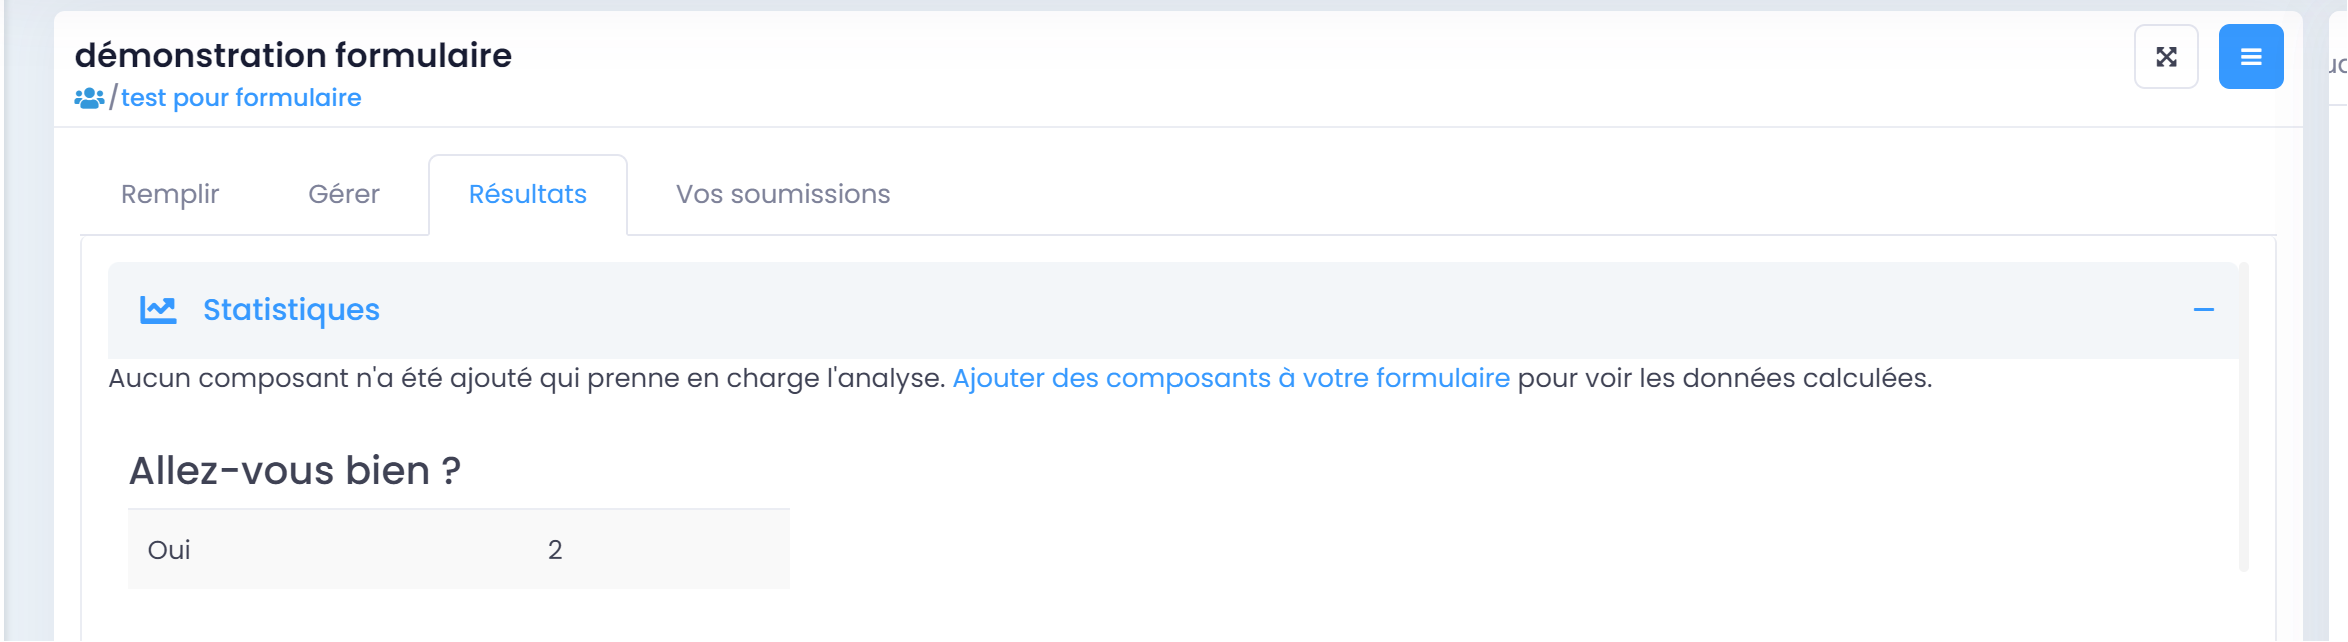 démonstration formulaire
/test pour formulaire
Remplir Gérer Résultats Vos soumissions
Statistiques
Aucun composant n'a été ajouté qui prenne en charge l'analyse. Ajouter des composants à votre formulaire pour voir les données calculées.
Allez-vous bien ?
Oui 2